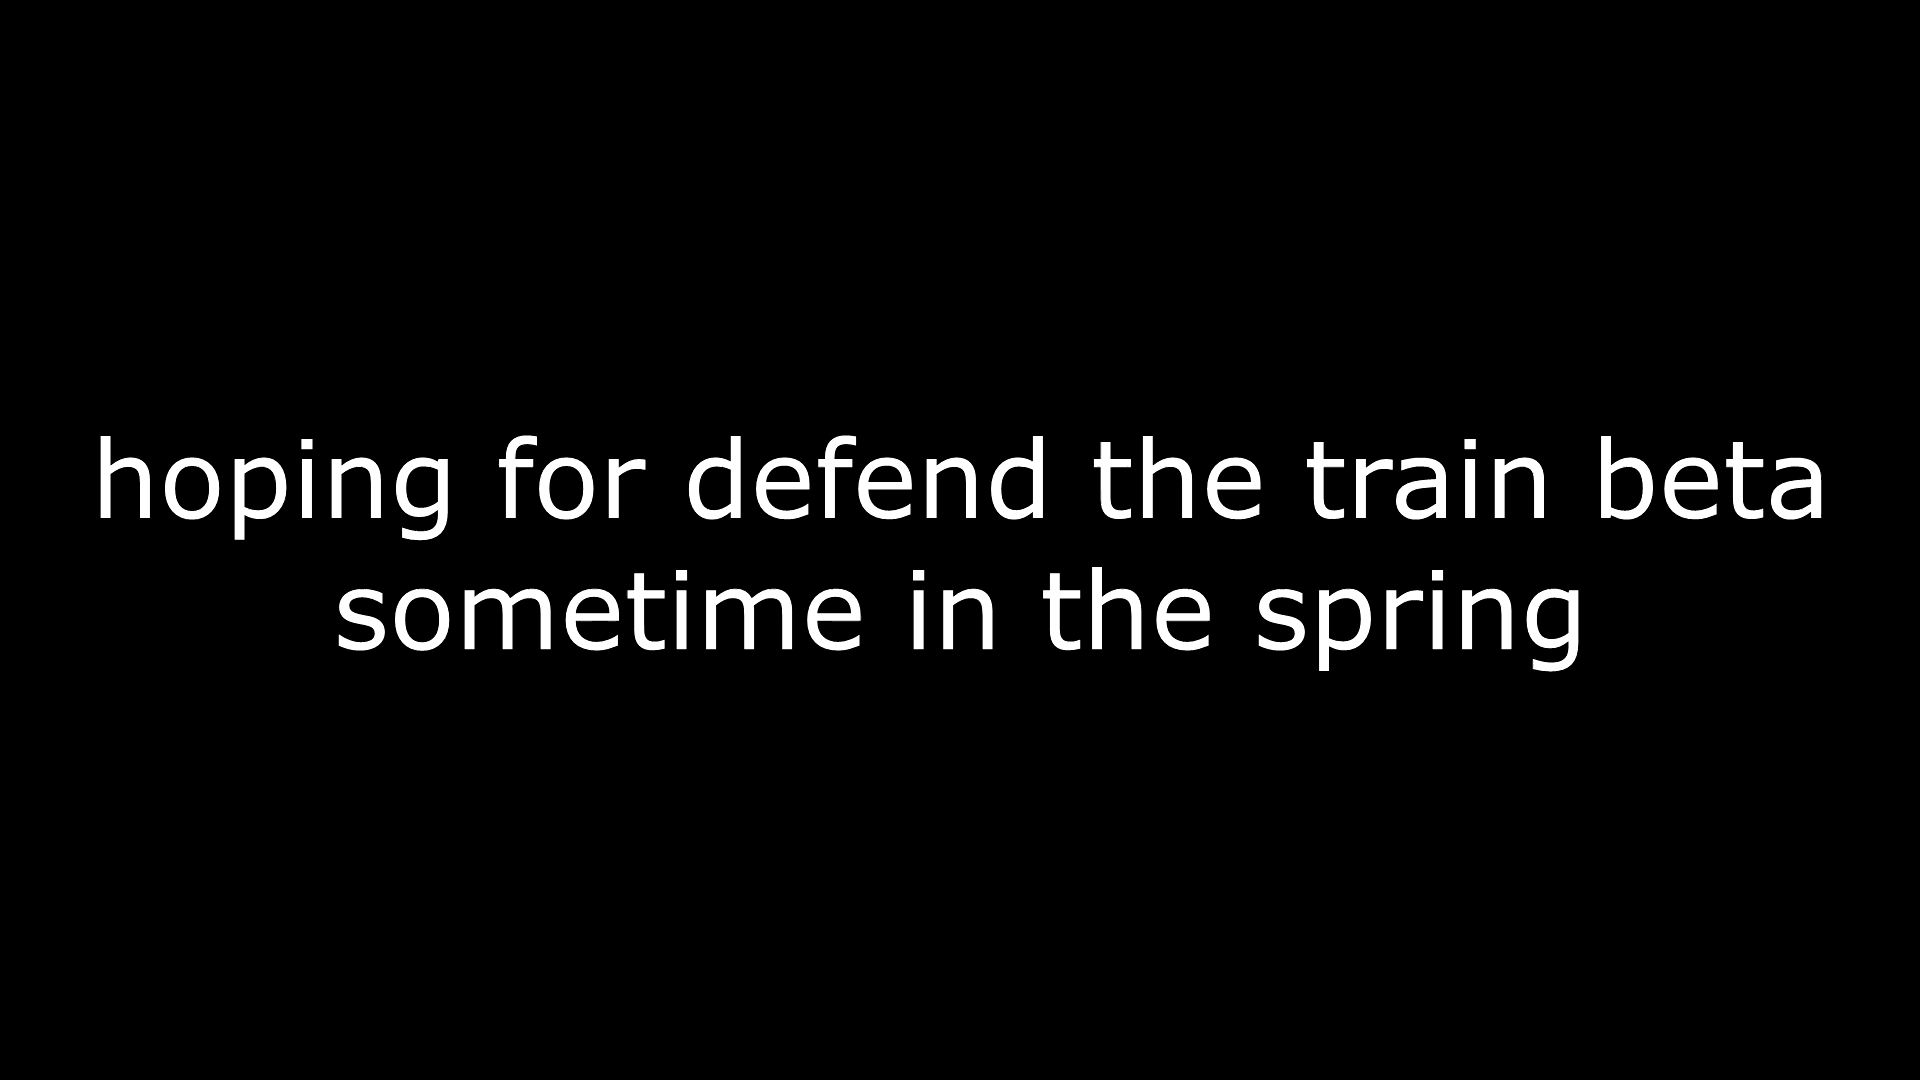 hoping for defend the train beta
sometime in the spring